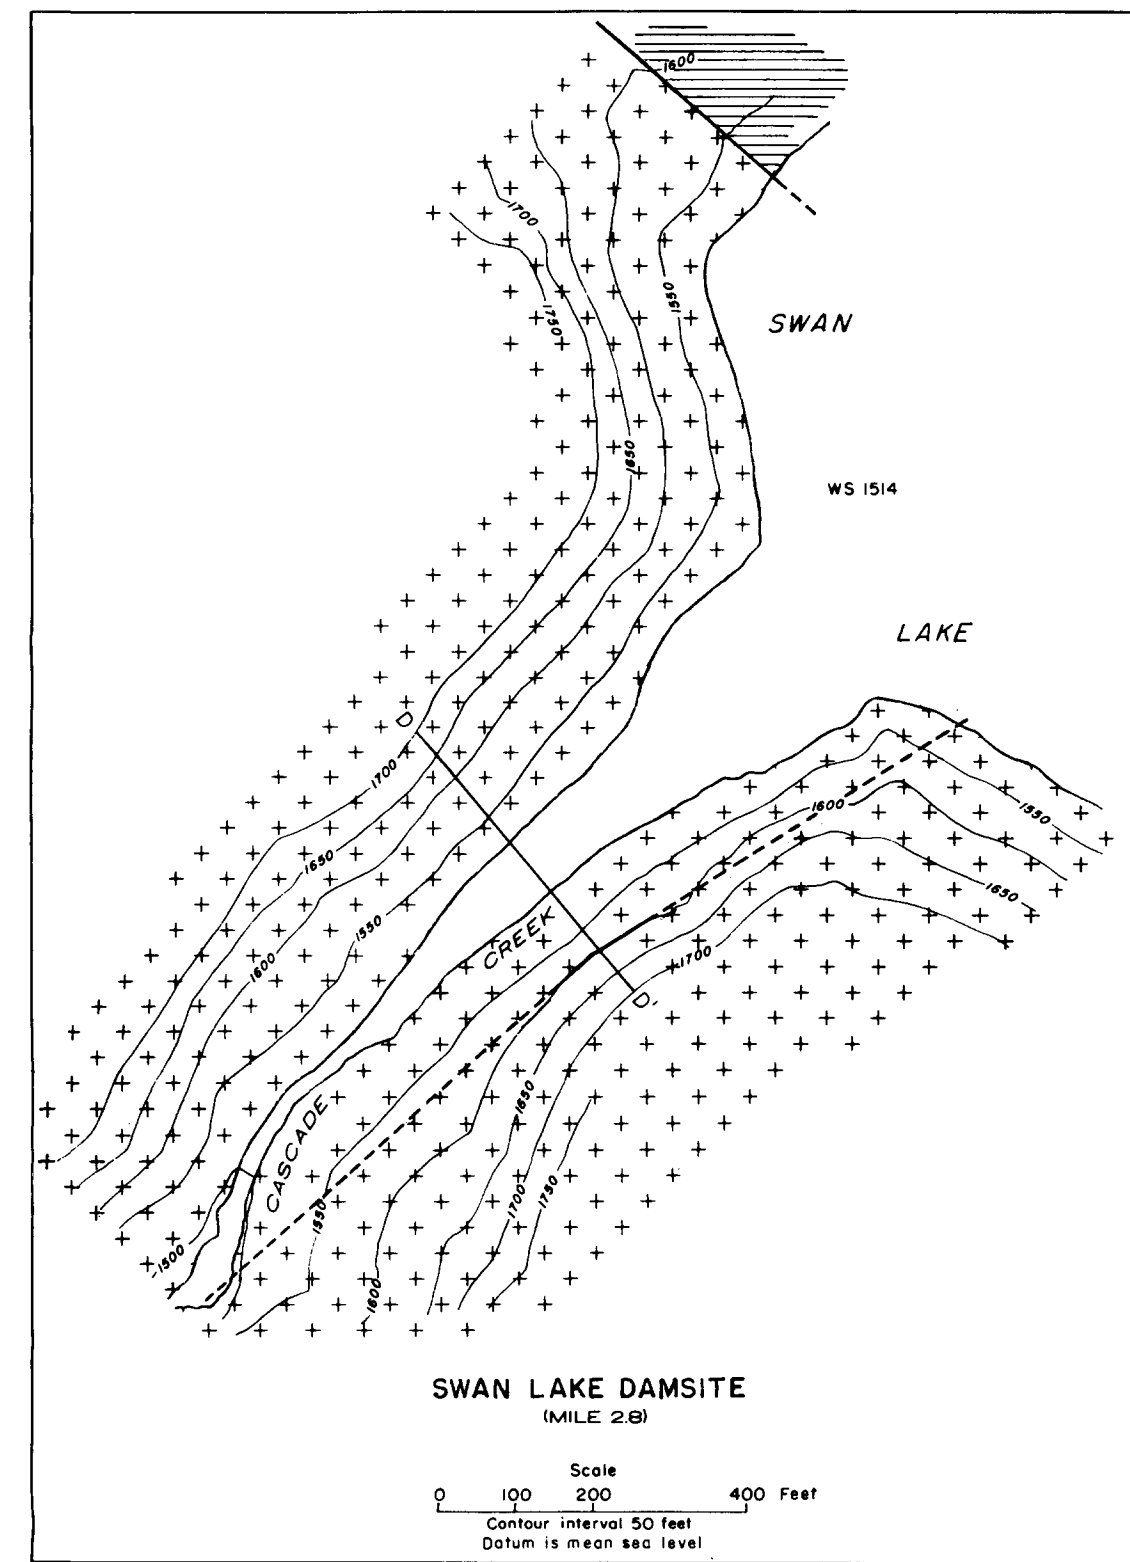 1600
1700
1750
1550
SWAN
1650
WS 1514
LAKE
D
1700
1600
1550
1650
1650
1550
CREEK
1600
1700
D'
1650
CASCADE
1700
1750
1550
1500
1600
SWAN LAKE DAMSITE
(MILE 2.8)
Scale
0 100 200 400 Feet
Contour interval 50 feet
Datum is mean sea level